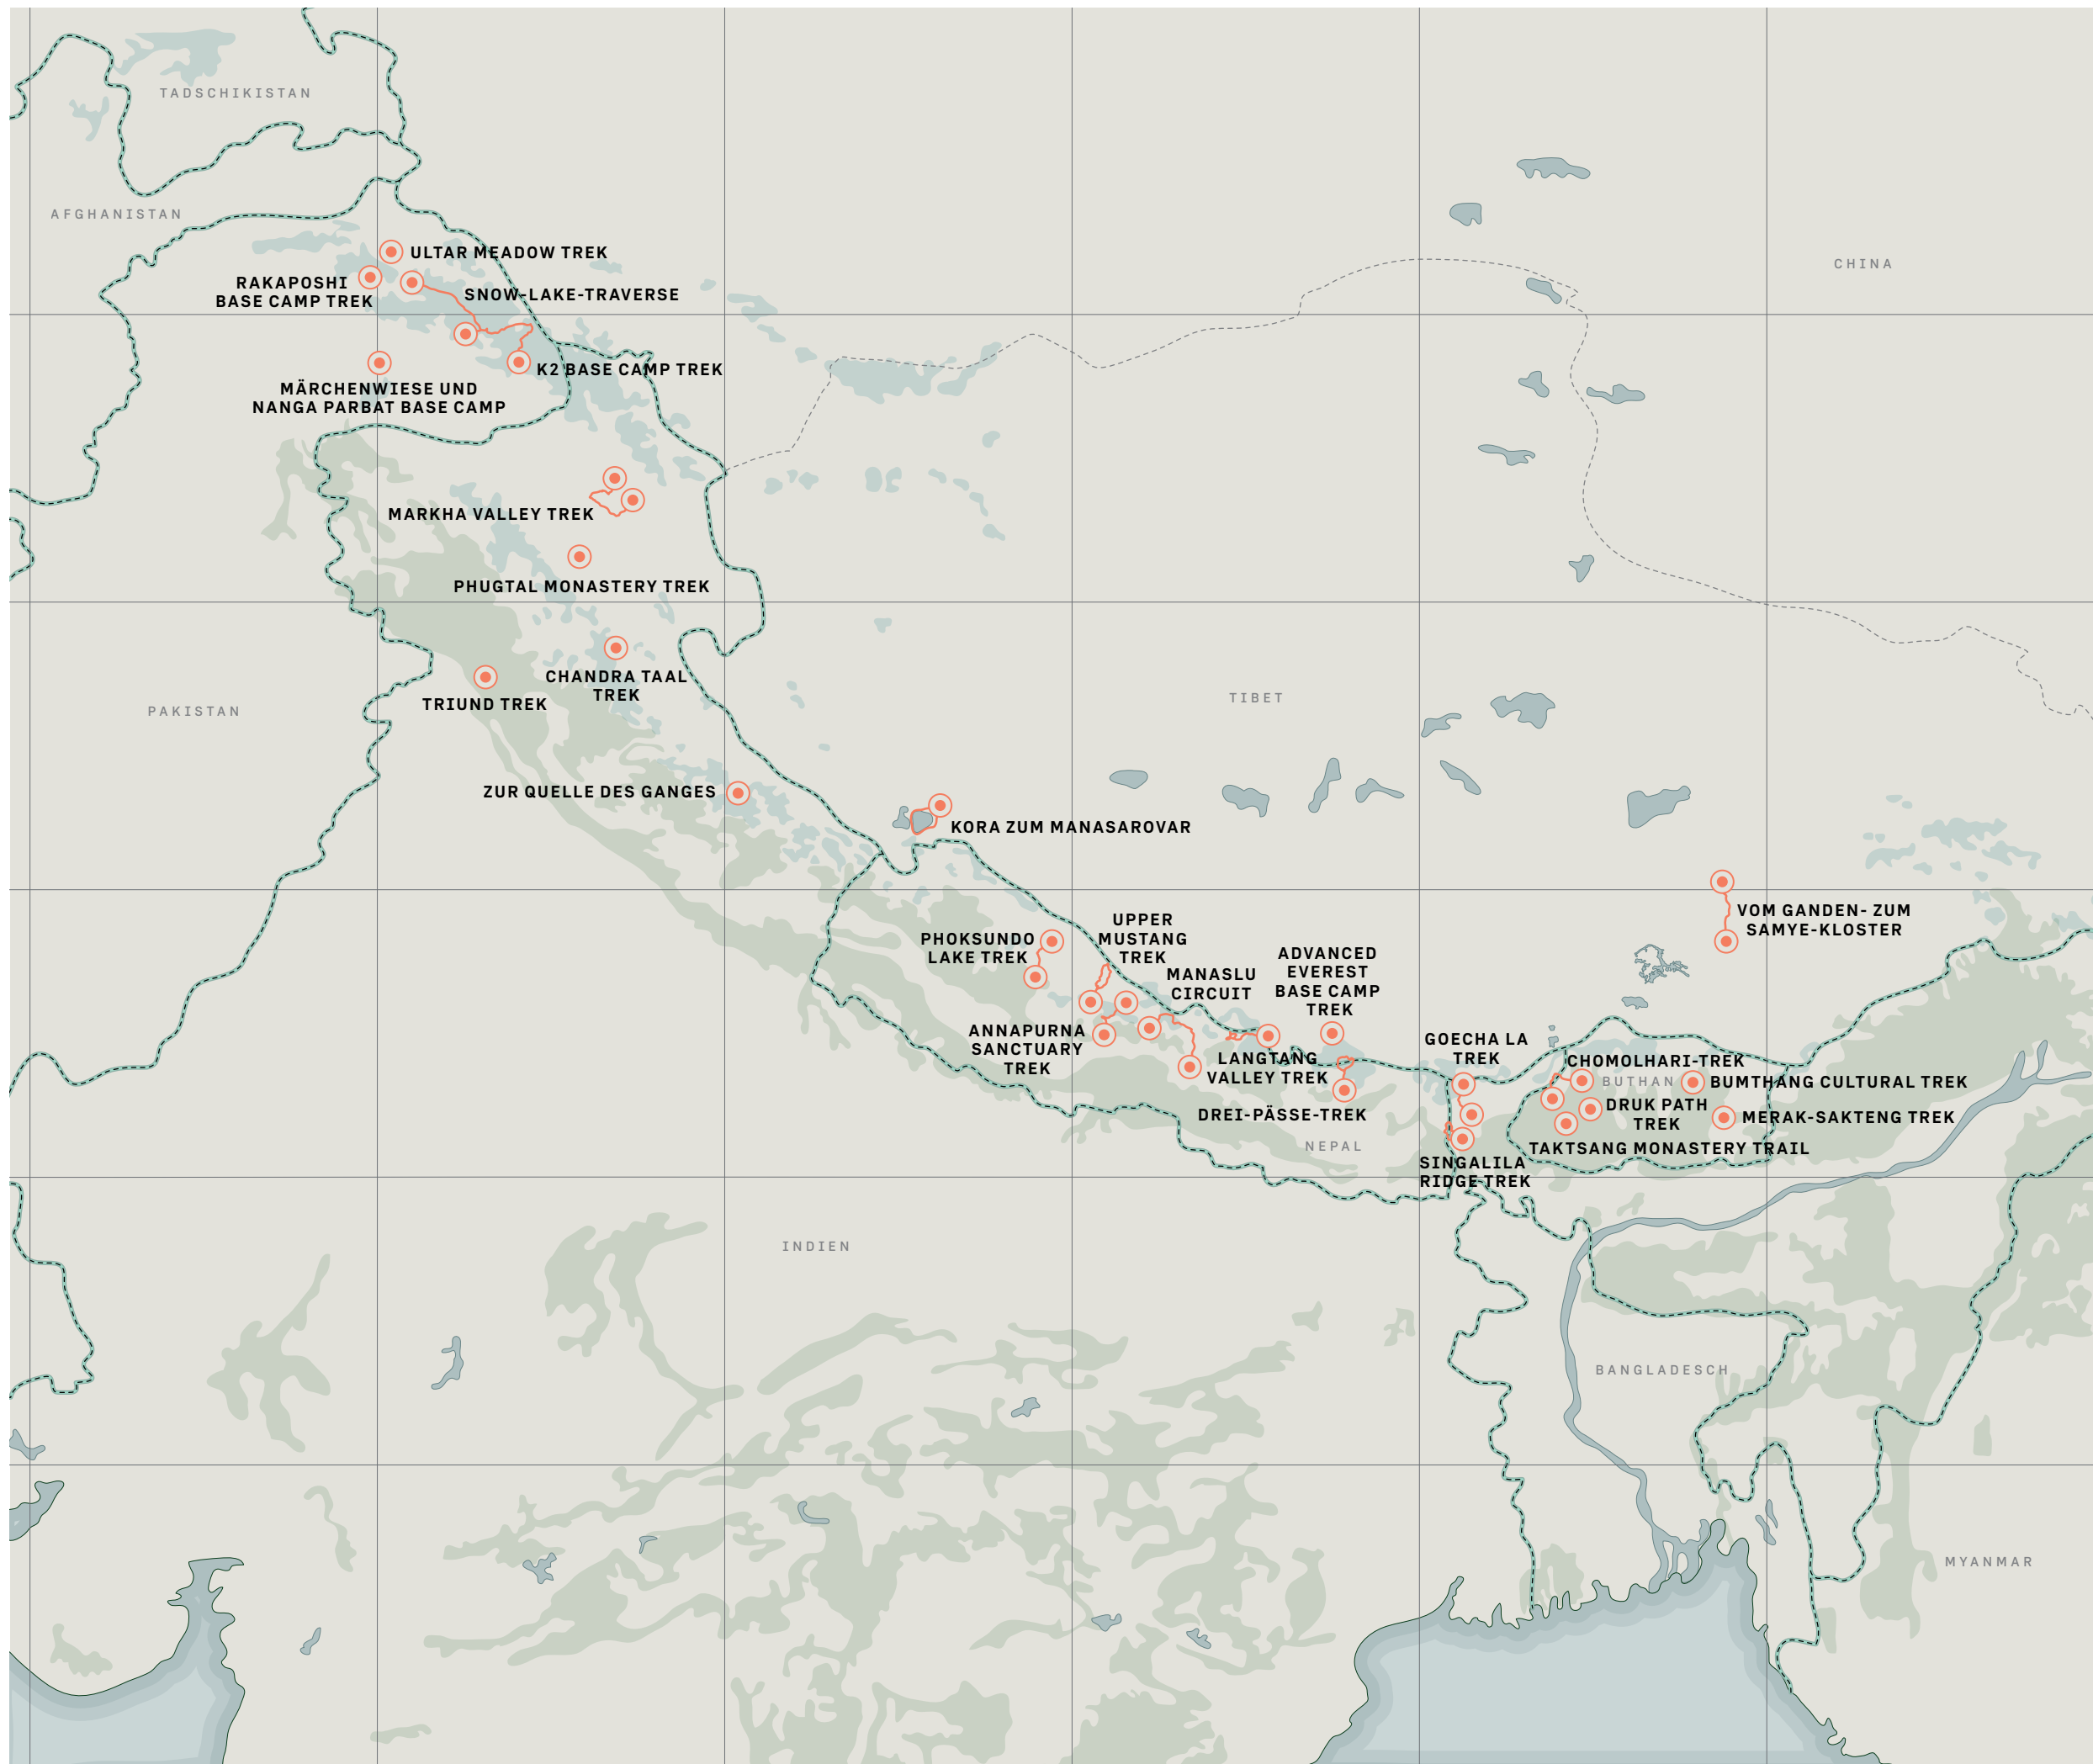 TADSCHIKISTAN
AFGHANISTAN
CHINA
ULTAR MEADOW TREK
RAKAPOSHI
BASE CAMP TREK
SNOW-LAKE-TRAVERSE
K2 BASE CAMP TREK
MÄRCHENWIESE UND
NANGA PARBAT BASE CAMP
MARKHA VALLEY TREK
PHUGTAL MONASTERY TREK
CHANDRA TAAL
TREK
TRIUND TREK
PAKISTAN
TIBET
ZUR QUELLE DES GANGES
KORA ZUM MANASAROVAR
VOM GANDEN- ZUM
SAMYE-KLOSTER
PHOKSUNDO
LAKE TREK
UPPER
MUSTANG
TREK
MANASLU
CIRCUIT
ADVANCED
EVEREST
BASE CAMP
TREK
ANNAPURNA
SANCTUARY
TREK
LANGTANG
VALLEY TREK
DREI-PÄSSE-TREK
NEPAL
GOECHA LA
TREK
SINGALILA
RIDGE TREK
CHOMOLHARI-TREK
BUTHAN
BUMTHANG CULTURAL TREK
DRUK PATH
TREK
MERAK-SAKTENG TREK
TAKTSANG MONASTERY TRAIL
INDIEN
BANGLADESCH
MYANMAR